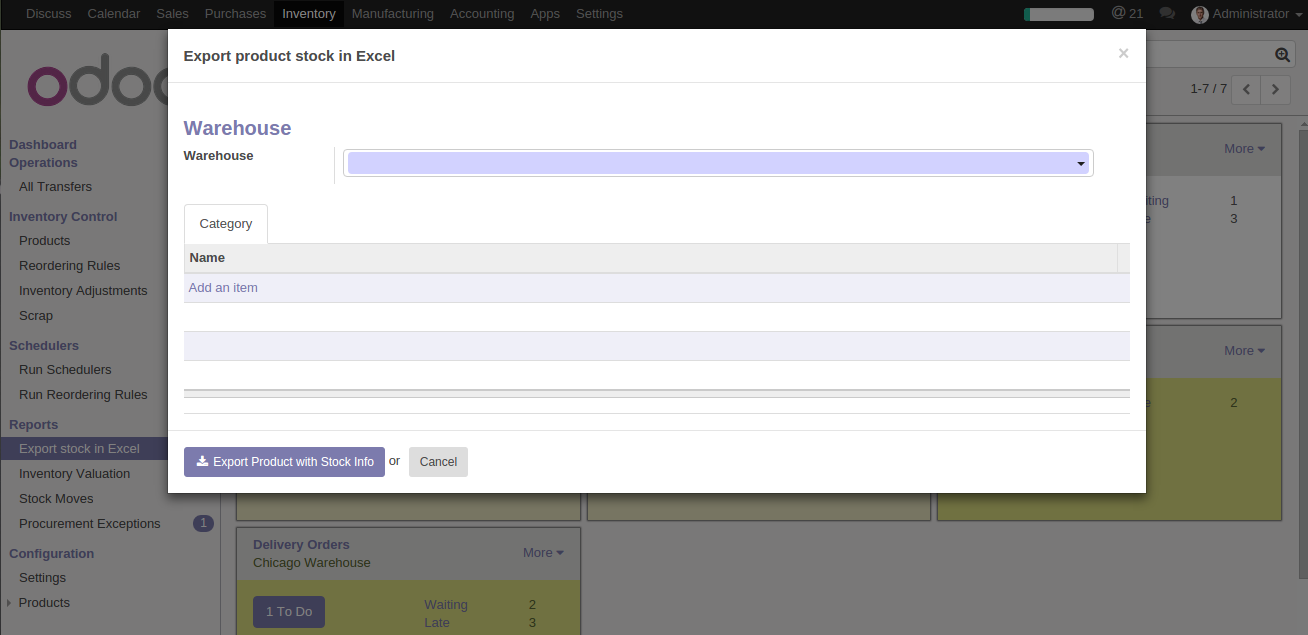 Discuss Calendar Sales Purchases Inventory Manufacturing Accounting Apps Settings @ 21 Administrator
Export product stock in Excel ×
odoo
1-7 / 7
Warehouse
Warehouse
Category
Name
Add an item
Export Product with Stock Info or Cancel
Dashboard
Operations
All Transfers
Inventory Control
Products
Reordering Rules
Inventory Adjustments
Scrap
Schedulers
Run Schedulers
Run Reordering Rules
Reports
Export stock in Excel
Inventory Valuation
Stock Moves
Procurement Exceptions 1
Configuration
Settings
Products
More
iting 1
e 3
More
e 2
Delivery Orders
Chicago Warehouse
More
1 To Do
Waiting 2
Late 3